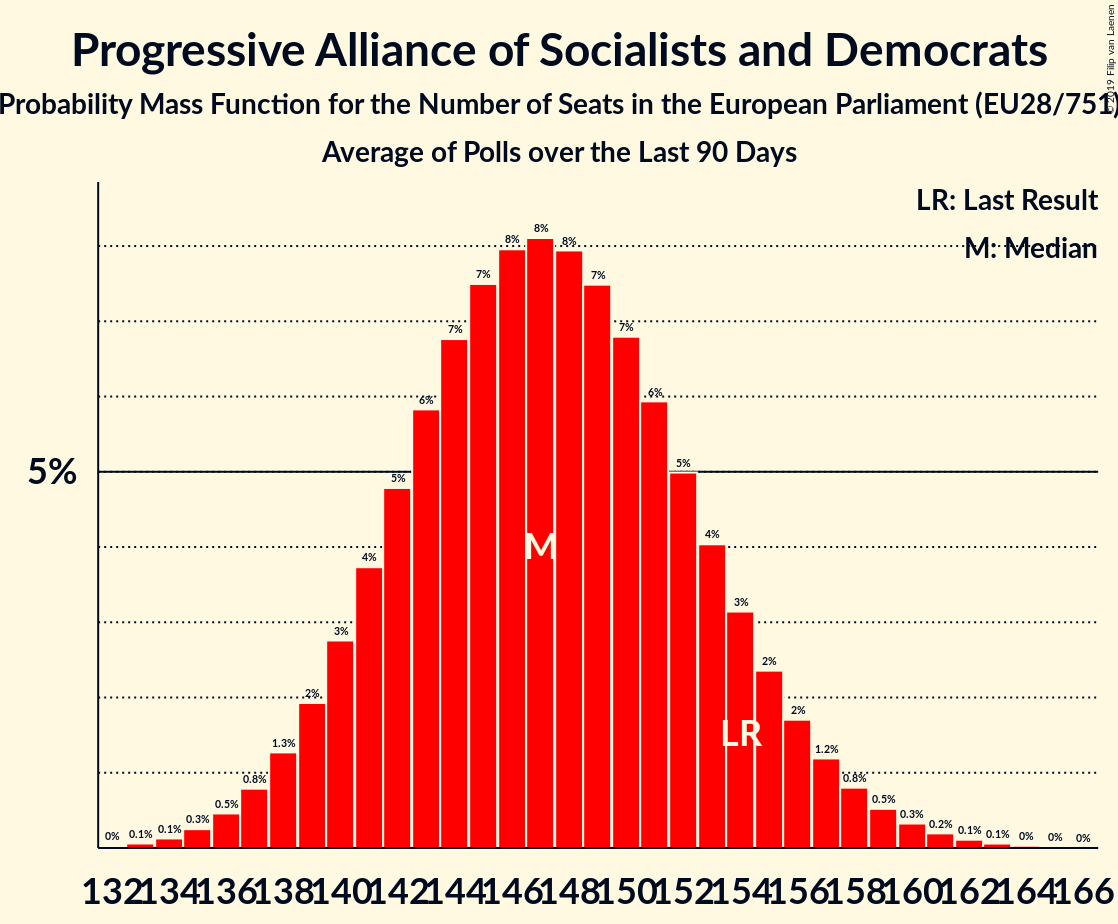 Progressive Alliance of Socialists and Democrats
Probability Mass Function for the Number of Seats in the European Parliament (EU28/751)
Average of Polls over the Last 90 Days
© 2019 Filip van Laenen
LR: Last Result
M: Median
5%
0% 0.1% 0.1% 0.3% 0.5% 0.8% 1.3% 2% 3% 4% 5% 6% 7% 7% 8% 8% 8% 7% 7% 6% 5% 4% 3% 2% 2% 1.2% 0.8% 0.5% 0.3% 0.2% 0.1% 0.1% 0% 0% 0%
M
LR
132 134 136 138 140 142 144 146 148 150 152 154 156 158 160 162 164 166